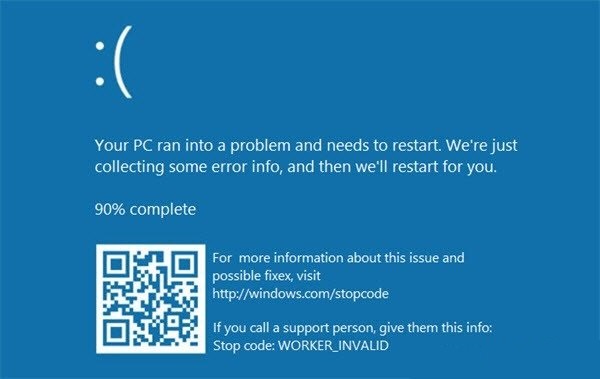 :(
Your PC ran into a problem and needs to restart. We're just
collecting some error info, and then we'll restart for you.
90% complete
For more information about this issue and
possible fixex, visit
http://windows.com/stopcode
If you call a support person, give them this info:
Stop code: WORKER_INVALID